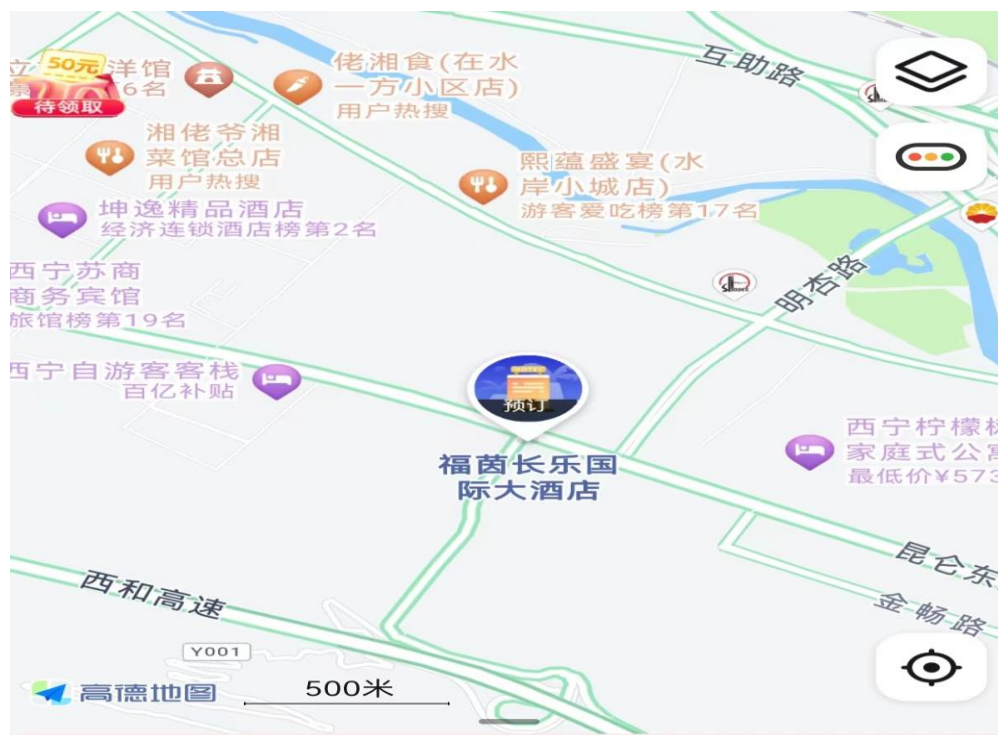 互助路
50元
待领取
洋馆
6名
佬湘食(在水
一方小区店)
用户热搜
湘佬爷湘
菜馆总店
用户热搜
熙蕴盛宴(水
岸小城店)
游客爱吃榜第17名
坤逸精品酒店
经济连锁酒店榜第2名
西宁苏商
商务宾馆
旅馆榜第19名
明杏路
西宁自游客客栈
百亿补贴
HOTEL
预订
福茵长乐国
际大酒店
西宁柠檬树
家庭式公寓
最低价¥573
昆仑东
金畅路
西和高速
Y001
高德地图
500米